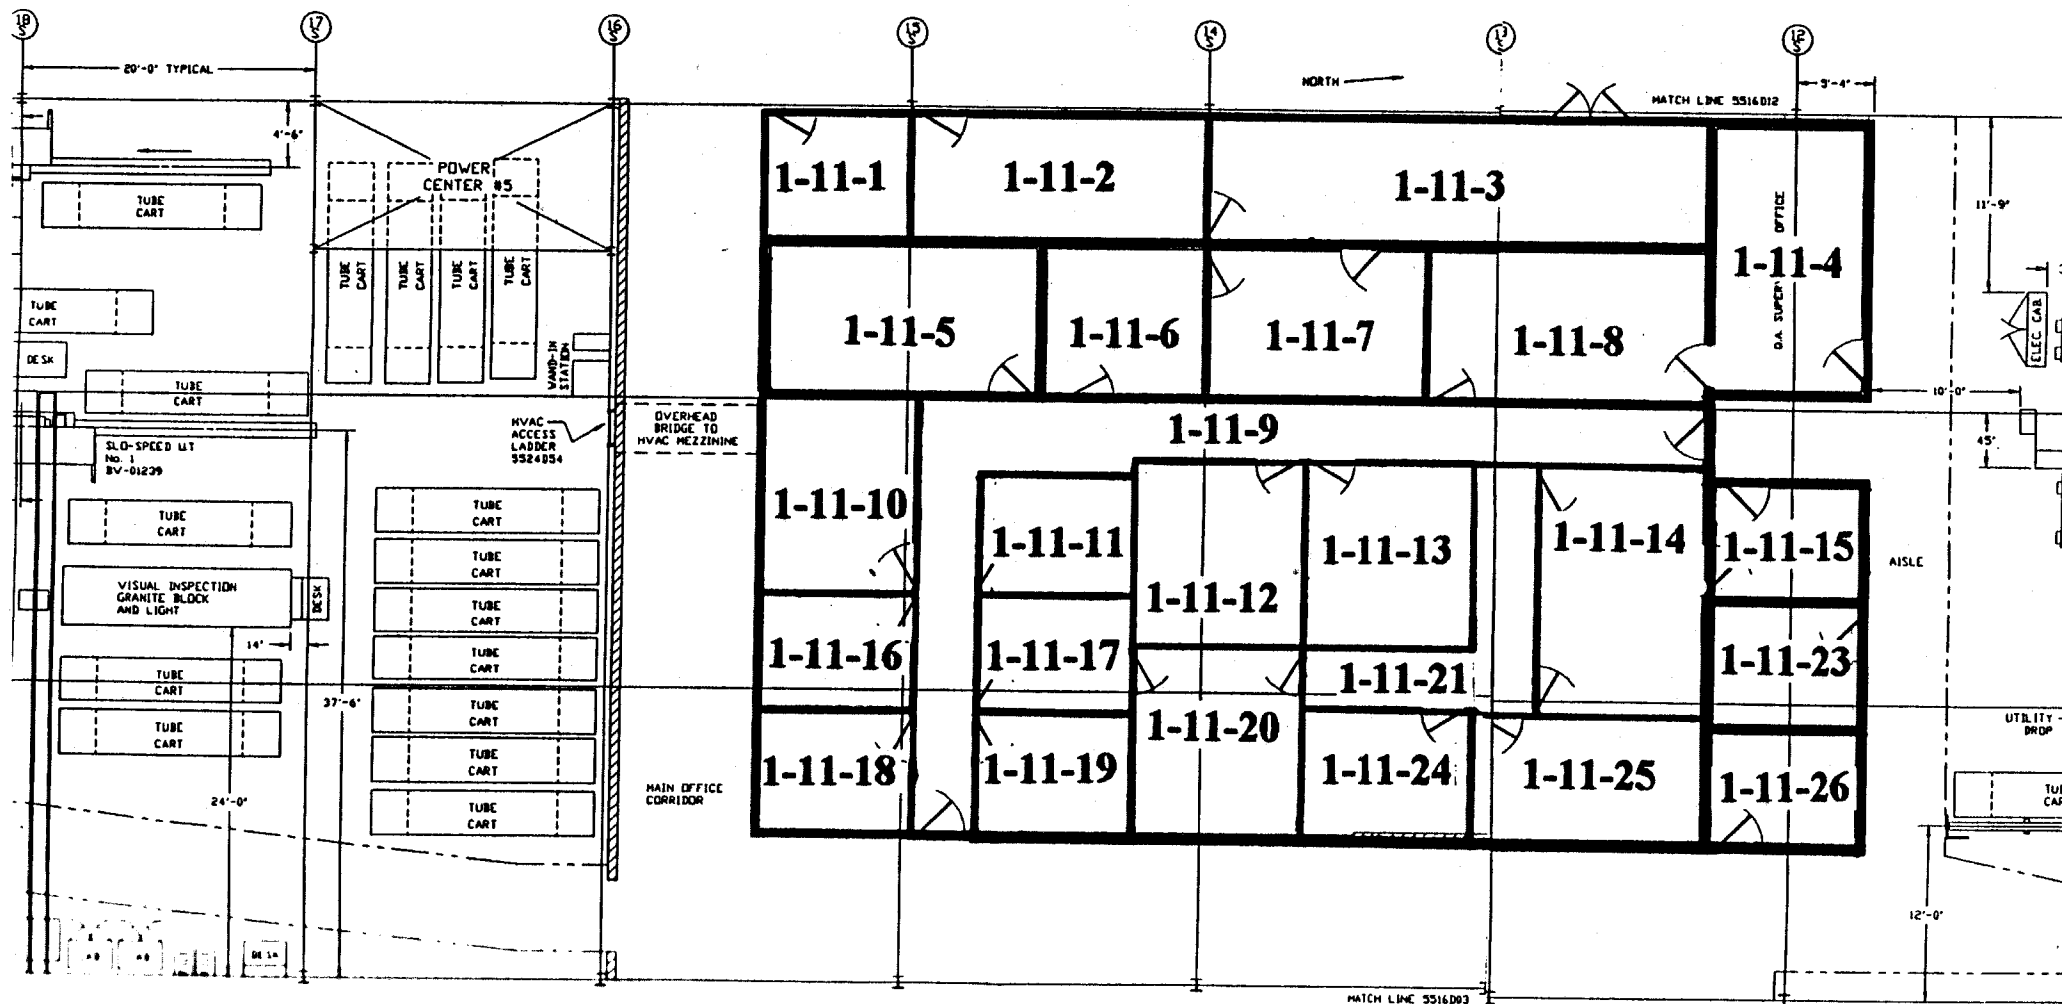 18
S
17
S
16
S
15
S
14
S
13
S
12
S
20'-0" TYPICAL
NORTH
MATCH LINE 5516D12
9'-4"
4'-6"
POWER
CENTER #5
TUBE
CART
TUBE
CART
TUBE
CART
TUBE
CART
TUBE
CART
TUBE
CART
DESK
TUBE
CART
WAND-IN
STATION
HVAC
ACCESS
LADDER
5524D54
OVERHEAD
BRIDGE TO
HVAC MEZZININE
SLO-SPEED U.T
No. 1
BV-01239
TUBE
CART
VISUAL INSPECTION
GRANITE BLOCK
AND LIGHT
DESK
14"
TUBE
CART
TUBE
CART
37'-6"
24'-0"
TUBE
CART
TUBE
CART
TUBE
CART
TUBE
CART
TUBE
CART
TUBE
CART
TUBE
CART
DESK
MAIN OFFICE
CORRIDOR
1-11-1
1-11-2
1-11-3
D.A. SUPERV OFFICE
1-11-4
1-11-5
1-11-6
1-11-7
1-11-8
1-11-9
1-11-10
1-11-11
1-11-12
1-11-13
1-11-14
1-11-15
1-11-16
1-11-17
1-11-18
1-11-19
1-11-20
1-11-21
1-11-23
1-11-24
1-11-25
1-11-26
11'-9"
ELEC. CAB.
10'-0"
45"
AISLE
UTILITY
DROP
12'-0"
MATCH LINE 5516D03